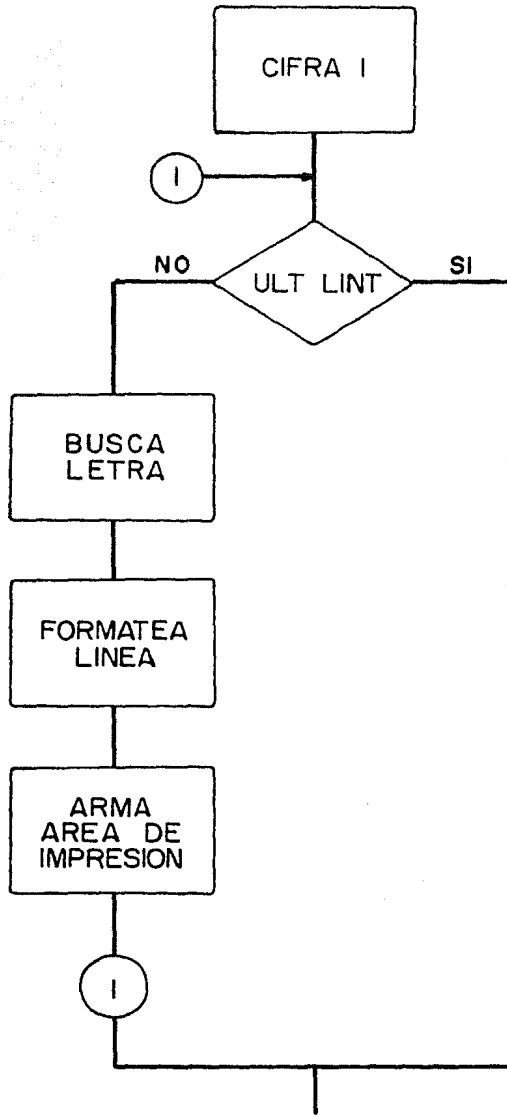 CIFRA I
I
NO
ULT LINT
SI
BUSCA
LETRA
FORMATEA
LINEA
ARMA
AREA DE
IMPRESION
I